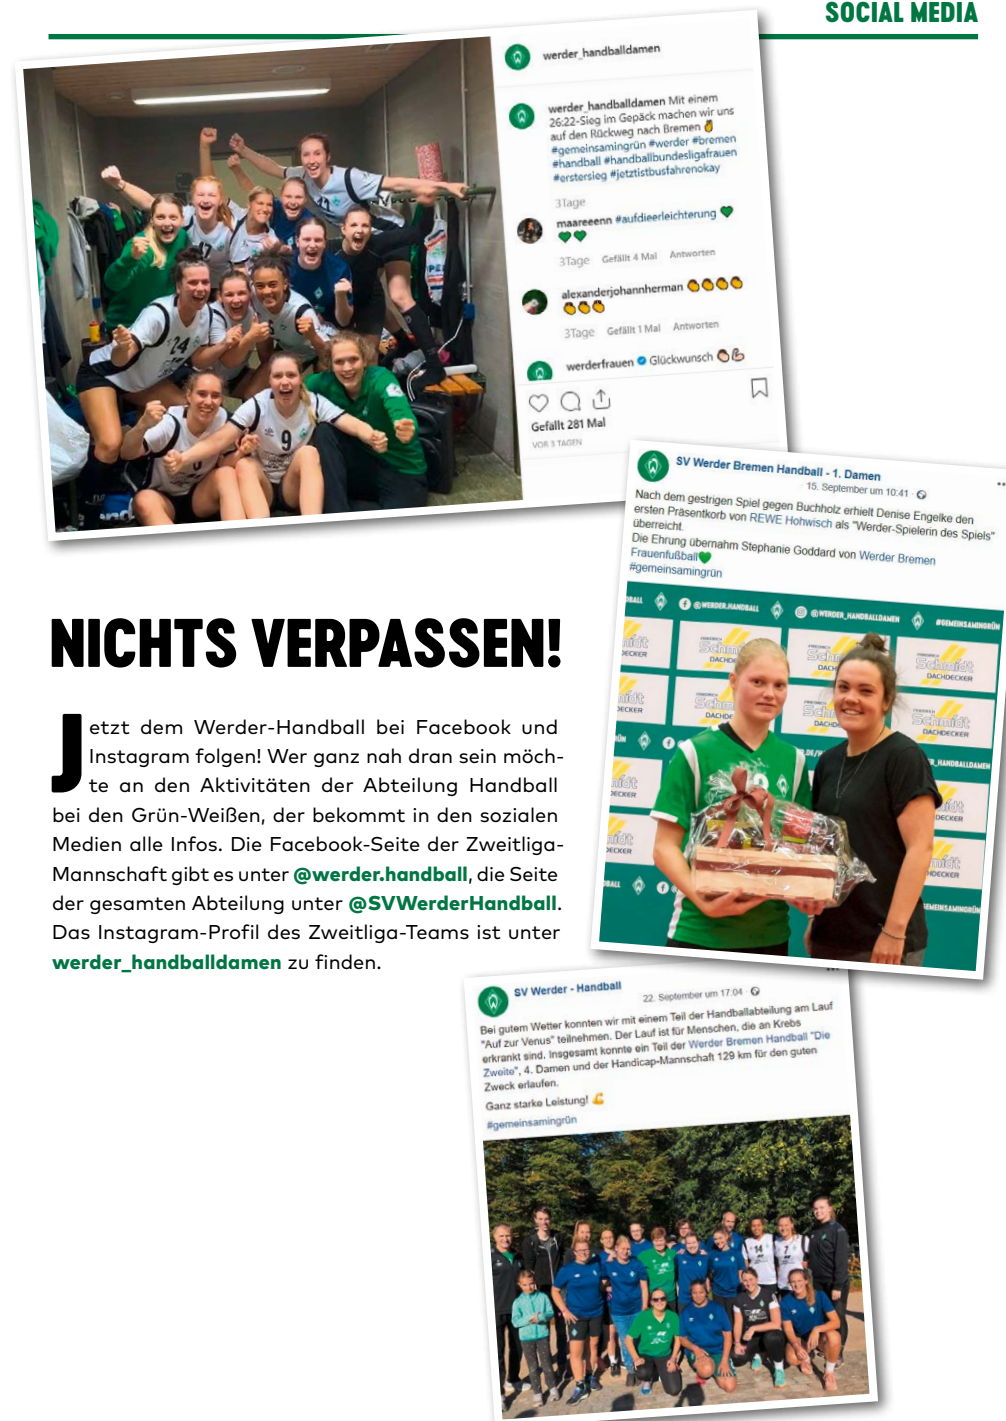 SOCIAL MEDIA
werder_handballdamen
werder_handballdamen Mit einem
26:22-Sieg im Gepäck machen wir uns
auf den Rückweg nach Bremen ✌
#gemeinsamingrün #werder #bremen
#handball #handballbundesligafrauen
#erstersieg #jetztistbusfahrenokay
3Tage
maareeenn #aufdieerleichterung 💚
💚💚
3Tage Gefällt 4 Mal Antworten
alexanderjohannherman 👏👏👏👏
👏👏👏
3Tage Gefällt 1 Mal Antworten
werderfrauen Glückwunsch 👏💪
Gefällt 281 Mal
VOR 3 TAGEN
SV Werder Bremen Handball - 1. Damen
15. September um 10:41
Nach dem gestrigen Spiel gegen Buchholz erhielt Denise Engelke den
ersten Präsentkorb von REWE Hohwisch als "Werder-Spielerin des Spiels"
überreicht.
Die Ehrung übernahm Stephanie Goddard von Werder Bremen
Frauenfußball💚
#gemeinsamingrün
@WERDER.HANDBALL
@WERDER_HANDBALLDAMEN
#GEMEINSAMINGRÜN
Schmidt
DACHDECKER
NICHTS VERPASSEN!
Jetzt dem Werder-Handball bei Facebook und
Instagram folgen! Wer ganz nah dran sein möch-
te an den Aktivitäten der Abteilung Handball
bei den Grün-Weißen, der bekommt in den sozialen
Medien alle Infos. Die Facebook-Seite der Zweitliga-
Mannschaft gibt es unter @werder.handball, die Seite
der gesamten Abteilung unter @SVWerderHandball.
Das Instagram-Profil des Zweitliga-Teams ist unter
werder_handballdamen zu finden.
SV Werder - Handball
22. September um 17:04
Bei gutem Wetter konnten wir mit einem Teil der Handballabteilung am Lauf
"Auf zur Venus" teilnehmen. Der Lauf ist für Menschen, die an Krebs
erkrankt sind. Insgesamt konnte ein Teil der Werder Bremen Handball "Die
Zweite", 4. Damen und der Handicap-Mannschaft 129 km für den guten
Zweck erlaufen.
Ganz starke Leistung! 💪
#gemeinsamingrün